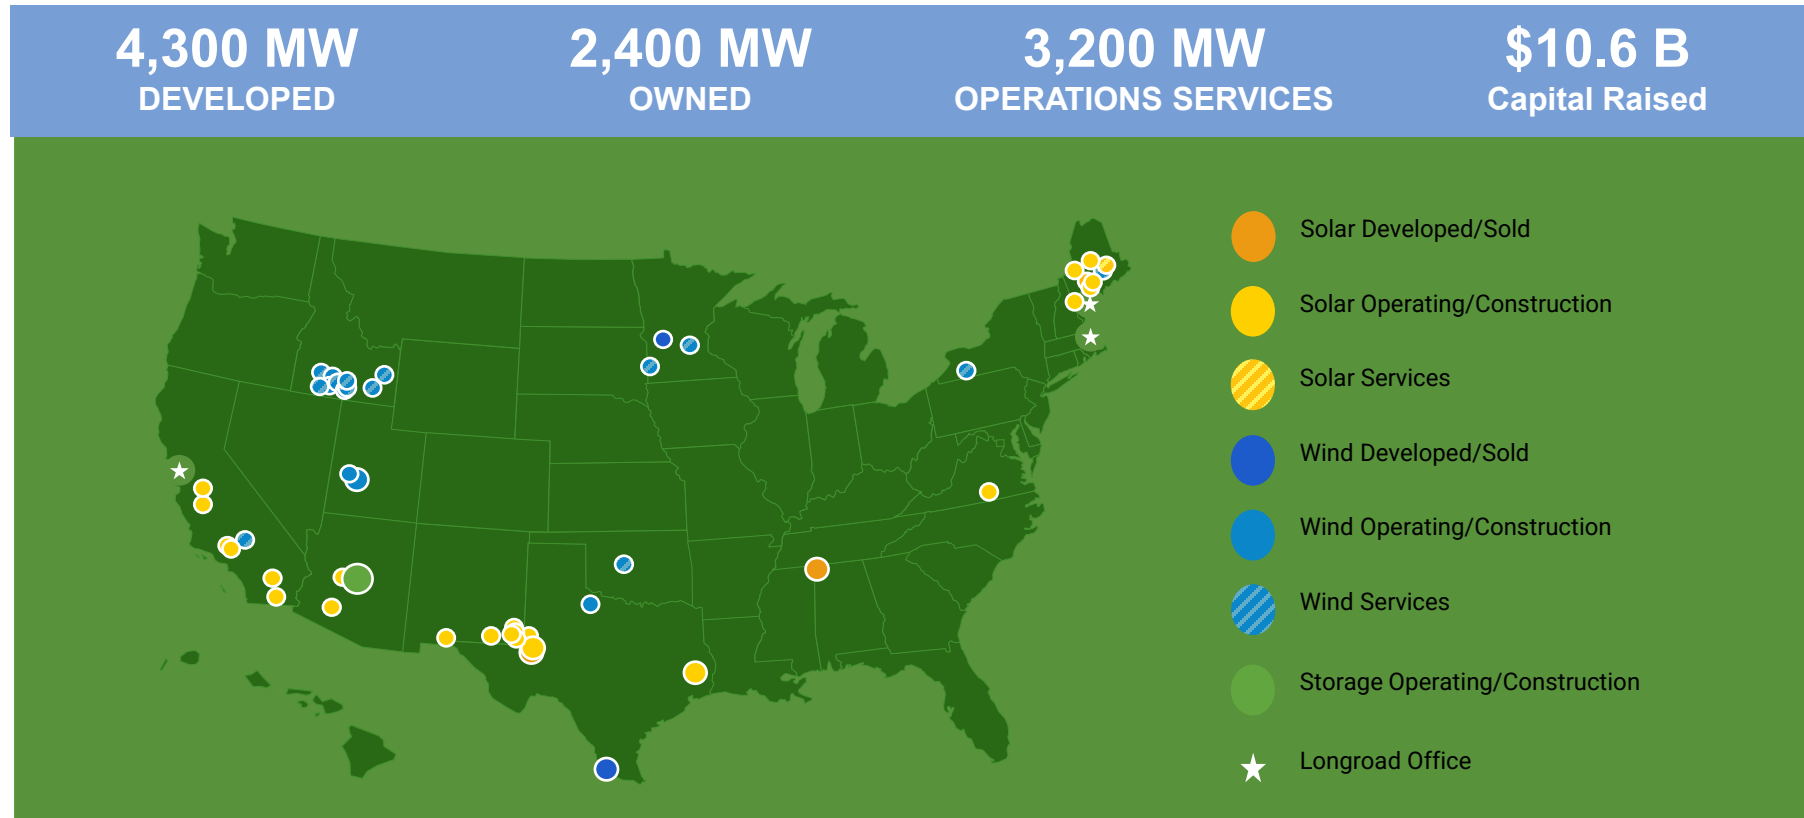 4,300 MW
DEVELOPED
2,400 MW
OWNED
3,200 MW
OPERATIONS SERVICES
$10.6 B
Capital Raised
Solar Developed/Sold
Solar Operating/Construction
Solar Services
Wind Developed/Sold
Wind Operating/Construction
Wind Services
Storage Operating/Construction
Longroad Office